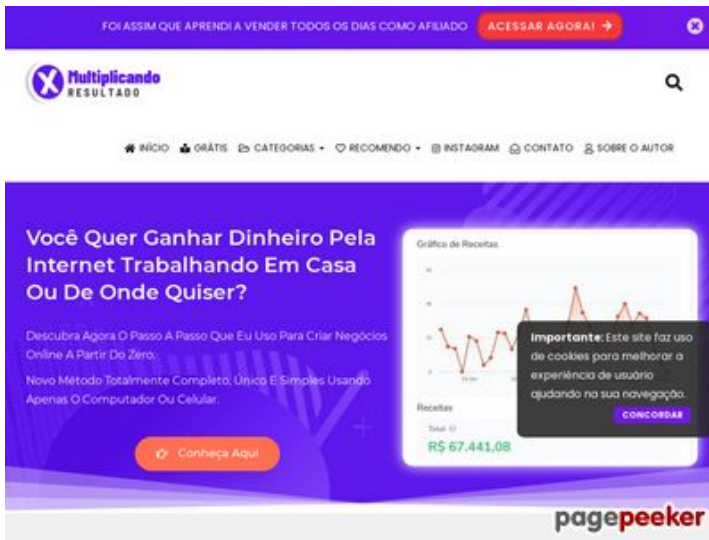 FOI ASSIM QUE APRENDI A VENDER TODOS OS DIAS COMO AFILIADO ACESSAR AGORA!
Multiplicando
RESULTADO
INÍCIO GRÁTIS CATEGORIAS RECOMENDO INSTAGRAM CONTATO SOBRE O AUTOR
Você Quer Ganhar Dinheiro Pela
Internet Trabalhando Em Casa
Ou De Onde Quiser?
Descubra Agora O Passo A Passo Que Eu Uso Para Criar Negócios
Online A Partir Do Zero.
Novo Método Totalmente Completo, Único E Simples Usando
Apenas O Computador Ou Celular.
Conheça Aqui
Gráfico de Receitas
Receitas
Total
R$ 67.441,08
Importante: Este site faz uso
de cookies para melhorar a
experiência de usuário
ajudando na sua navegação.
CONCORDAR
pagepeeker